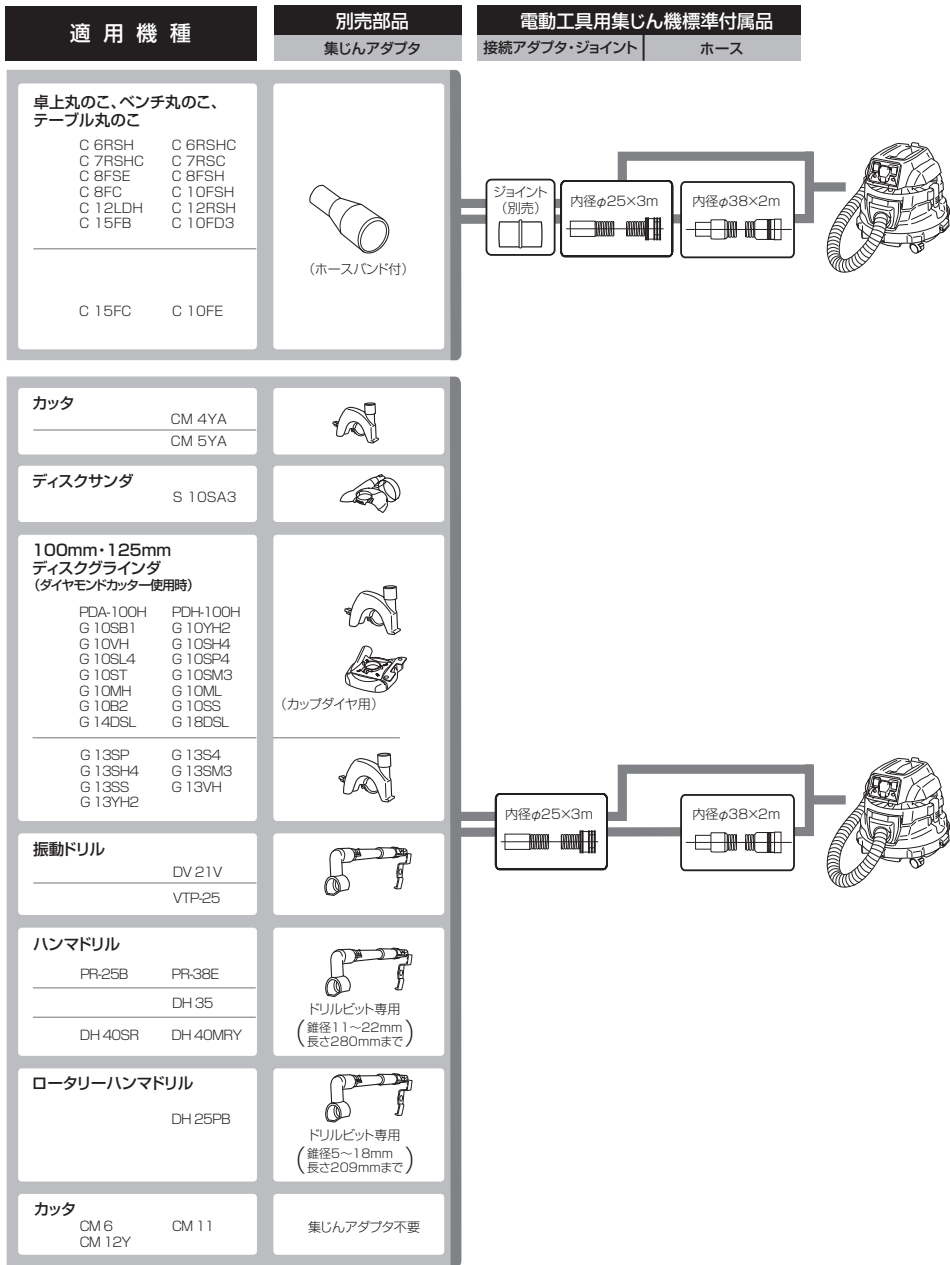 適用機種
別売部品
集じんアダプタ
電動工具用集じん機標準付属品
接続アダプタ・ジョイント
ホース
卓上丸のこ、ベンチ丸のこ、
テーブル丸のこ
C 6RSH C 6RSHC
C 7RSHC C 7RSC
C 8FSE C 8FSH
C 8FC C 10FSH
C 12LDH C 12RSH
C 15FB C 10FD3
C 15FC C 10FE
(ホースバンド付)
ジョイント
(別売)
内径φ25×3m
内径φ38×2m
カッタ
CM 4YA
CM 5YA
ディスクサンダ
S 10SA3
100mm・125mm
ディスクグラインダ
(ダイヤモンドカッター使用時)
PDA-100H PDH-100H
G 10SB1 G 10YH2
G 10VH G 10SH4
G 10SL4 G 10SP4
G 10ST G 10SM3
G 10MH G 10ML
G 10B2 G 10SS
G 14DSL G 18DSL
(カップダイヤ用)
G 13SP G 13S4
G 13SH4 G 13SM3
G 13SS G 13VH
G 13YH2
内径φ25×3m
内径φ38×2m
振動ドリル
DV 21V
VTP-25
ハンマドリル
PR-25B PR-38E
DH 35
DH 40SR DH 40MRY
ドリルビット専用
(錐径11〜22mm
長さ280mmまで)
ロータリーハンマドリル
DH 25PB
ドリルビット専用
(錐径5〜18mm
長さ209mmまで)
カッタ
CM 6 CM 11
CM 12Y
集じんアダプタ不要